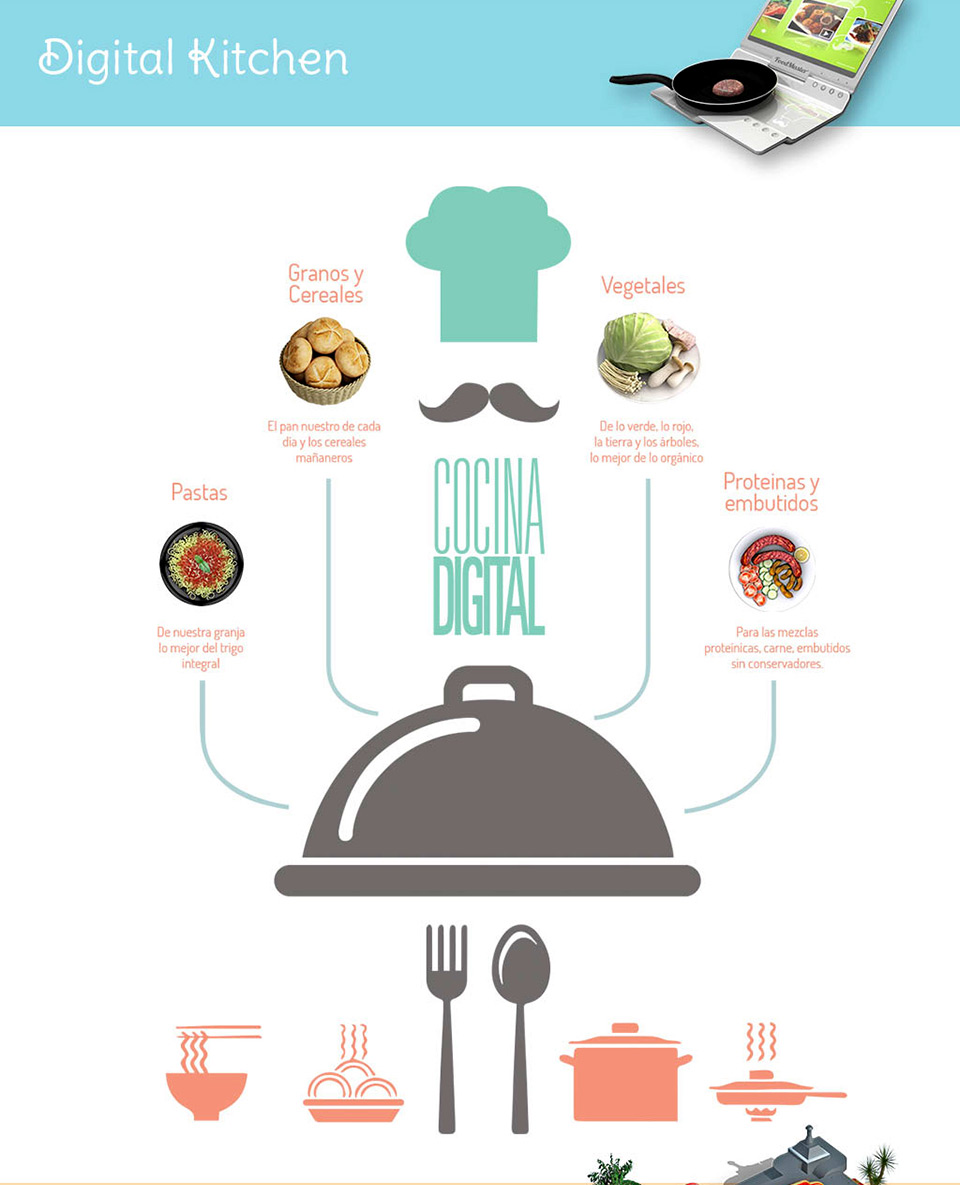 Digital Kitchen
FoodMaster
Granos y
Cereales
El pan nuestro de cada
día y los cereales
mañaneros
Vegetales
De lo verde, lo rojo,
la tierra y los árboles,
lo mejor de lo orgánico
Pastas
De nuestra granja
lo mejor del trigo
integral
COCINA
DIGITAL
Proteinas y
embutidos
Para las mezclas
proteínicas, carne, embutidos
sin conservadores.